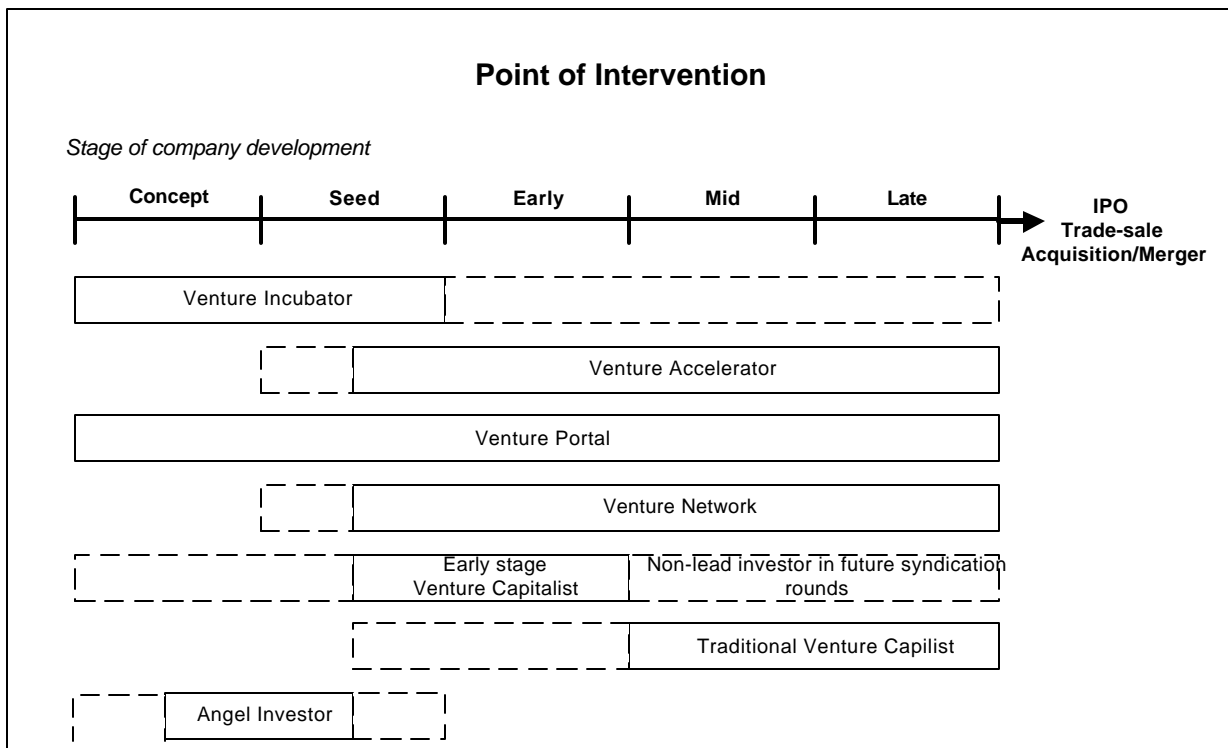 Point of Intervention
Stage of company development
Concept
Seed
Early
Mid
Late
IPO
Trade-sale
Acquisition/Merger
Venture Incubator
Venture Accelerator
Venture Portal
Venture Network
Early stage
Venture Capitalist
Non-lead investor in future syndication
rounds
Traditional Venture Capilist
Angel Investor